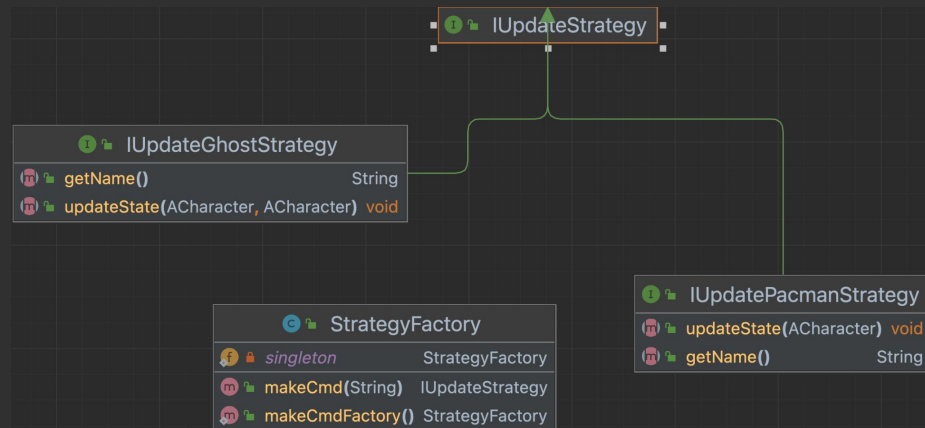 IUpdateStrategy
IUpdateGhostStrategy
getName() String
updateState(ACharacter, ACharacter) void
StrategyFactory
singleton StrategyFactory
makeCmd(String) IUpdateStrategy
makeCmdFactory() StrategyFactory
IUpdatePacmanStrategy
updateState(ACharacter) void
getName() String